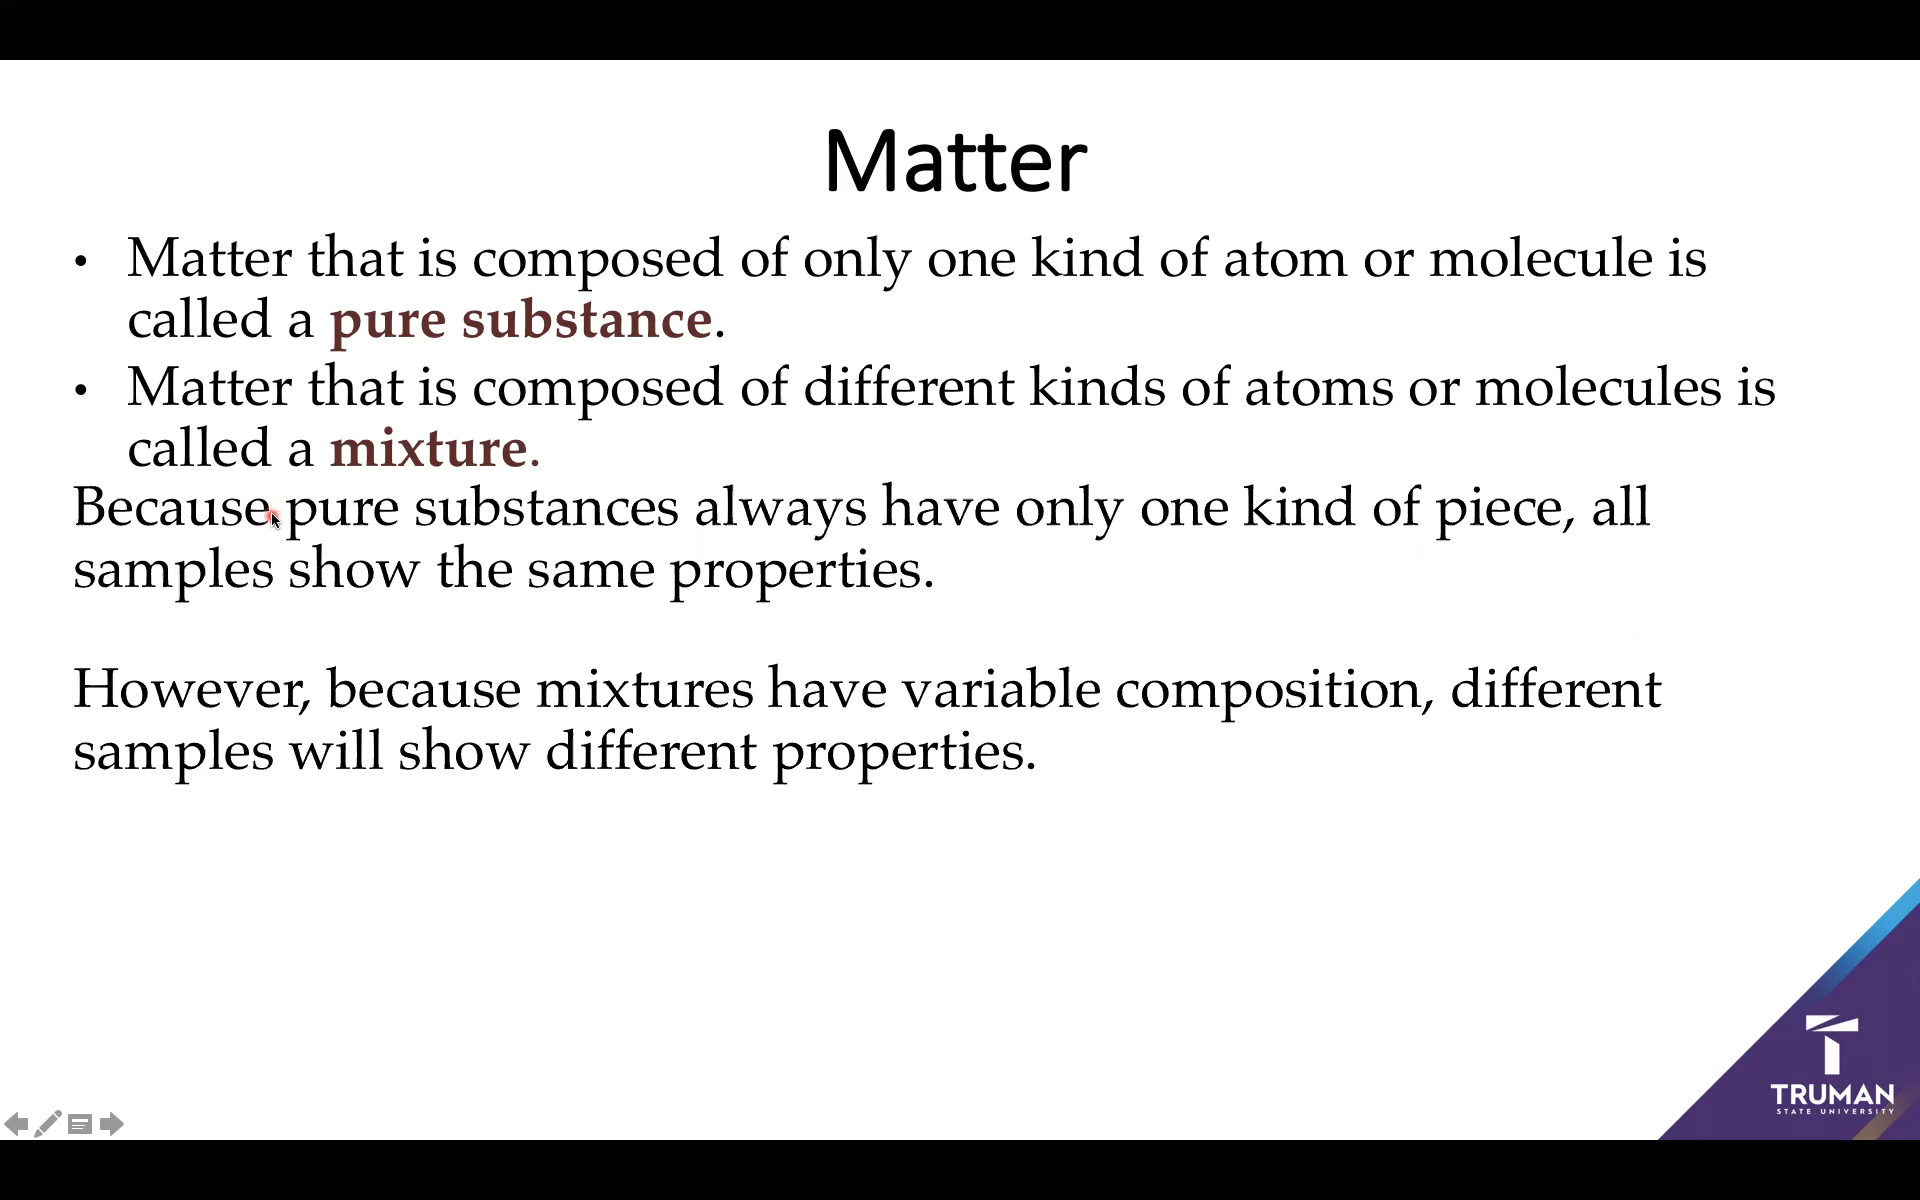 Matter
• Matter that is composed of only one kind of atom or molecule is
called a pure substance.
• Matter that is composed of different kinds of atoms or molecules is
called a mixture.
Because pure substances always have only one kind of piece, all
samples show the same properties.
However, because mixtures have variable composition, different
samples will show different properties.
TRUMAN
STATE UNIVERSITY